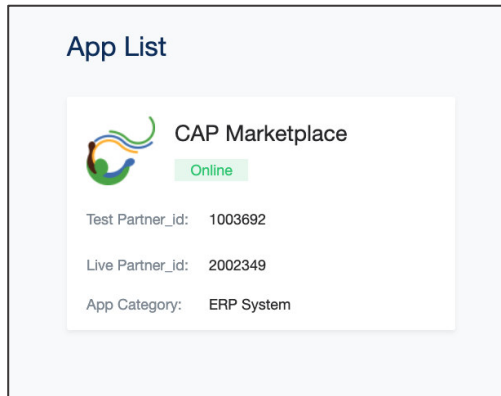 App List
CAP Marketplace
Online
Test Partner_id: 1003692
Live Partner_id: 2002349
App Category: ERP System